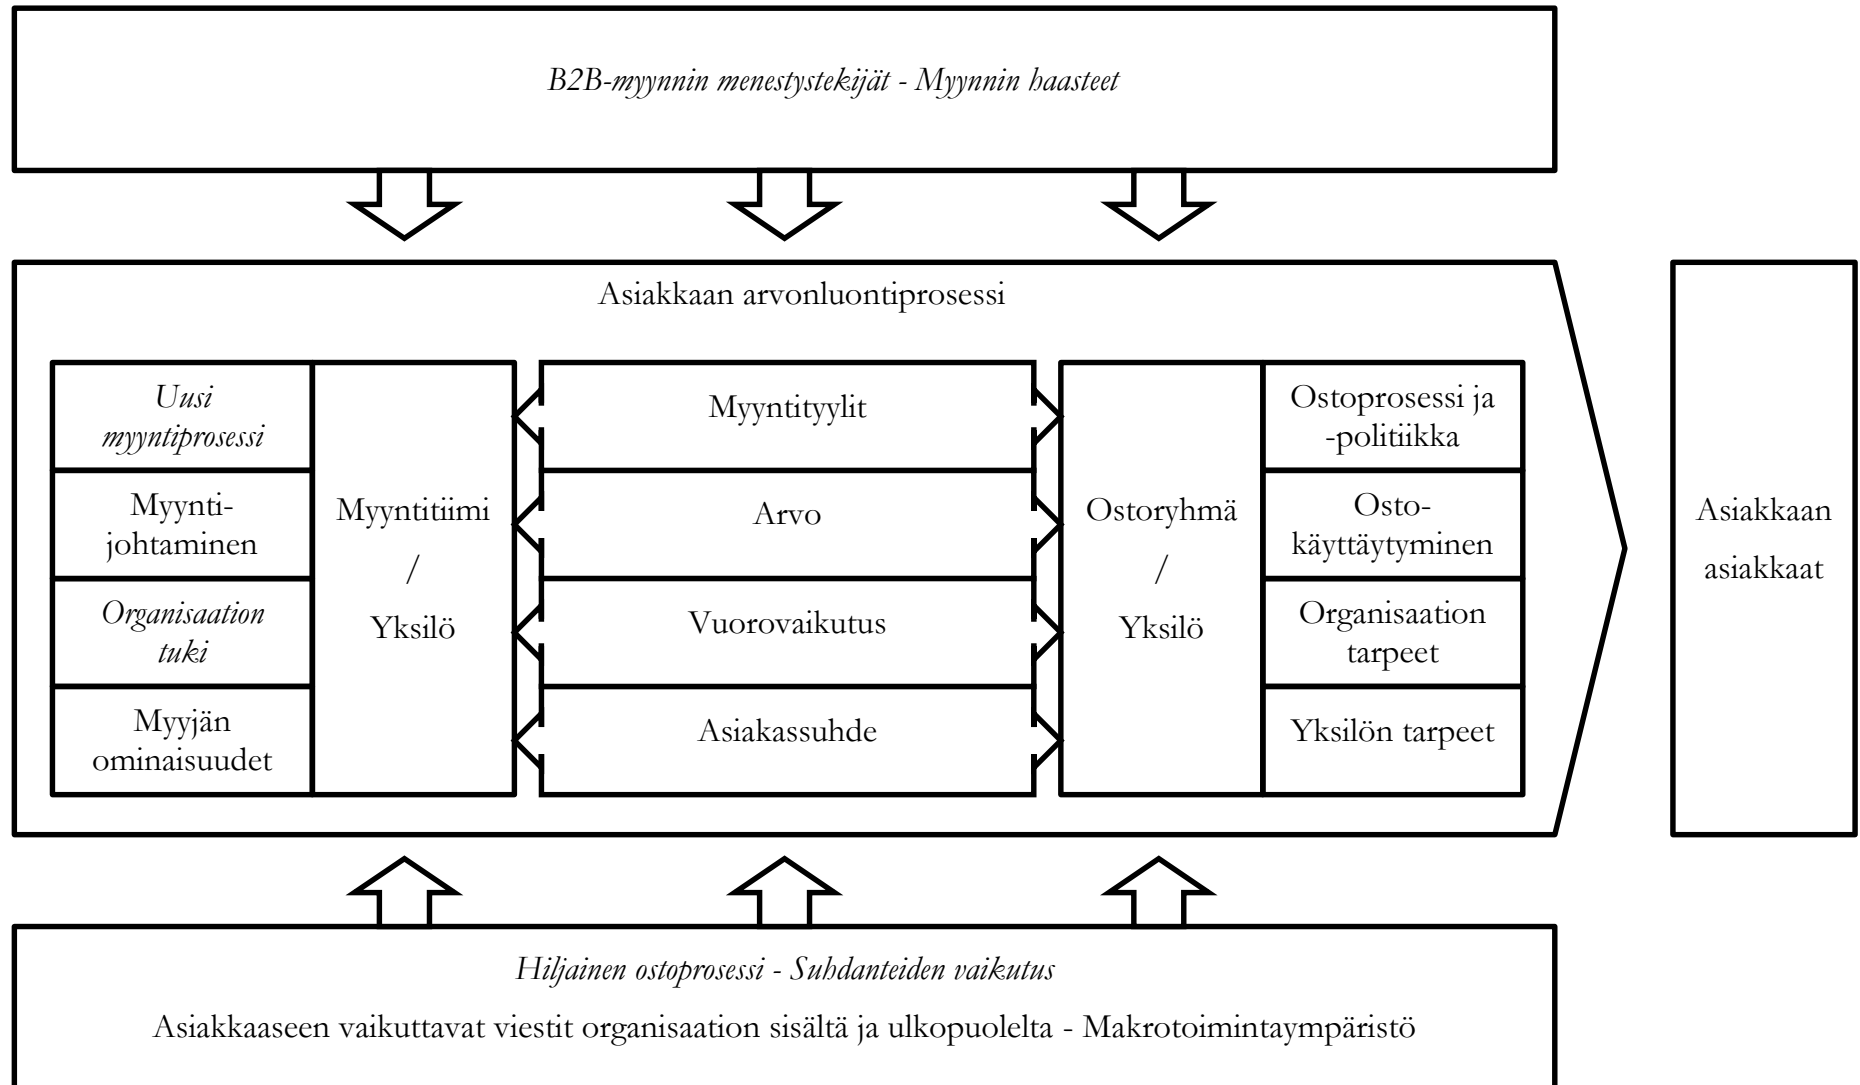 B2B-myynnin menestystekijät - Myynnin haasteet
Asiakkaan arvonluontiprosessi
Uusi
myyntiprosessi
Myynti-
johtaminen
Organisaation
tuki
Myyjän
ominaisuudet
Myyntitiimi
/
Yksilö
Myyntityylit
Arvo
Vuorovaikutus
Asiakassuhde
Ostoryhmä
/
Yksilö
Ostoprosessi ja
-politiikka
Osto-
käyttäytyminen
Organisaation
tarpeet
Yksilön tarpeet
Asiakkaan
asiakkaat
Hiljainen ostoprosessi - Suhdanteiden vaikutus
Asiakkaaseen vaikuttavat viestit organisaation sisältä ja ulkopuolelta - Makrotoimintaympäristö